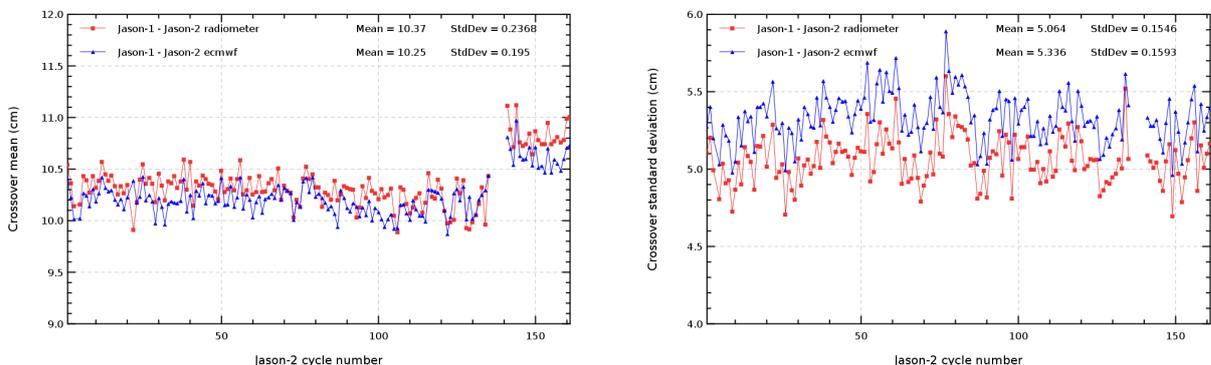 12.0
11.5
11.0
10.5
10.0
9.5
9.0
Crossover mean (cm)
Jason-1 - Jason-2 radiometer Mean = 10.37 StdDev = 0.2368
Jason-1 - Jason-2 ecmwf Mean = 10.25 StdDev = 0.195
50 100 150
Jason-2 cycle number
6.0
5.5
5.0
4.5
4.0
Crossover standard deviation (cm)
Jason-1 - Jason-2 radiometer Mean = 5.064 StdDev = 0.1546
Jason-1 - Jason-2 ecmwf Mean = 5.336 StdDev = 0.1593
50 100 150
Jason-2 cycle number